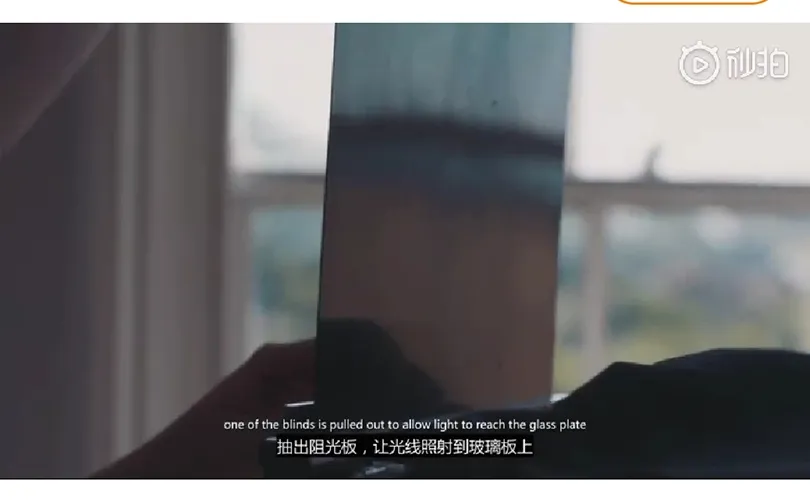 秒拍
one of the blinds is pulled out to allow light to reach the glass plate
抽出阻光板，让光线照射到玻璃板上